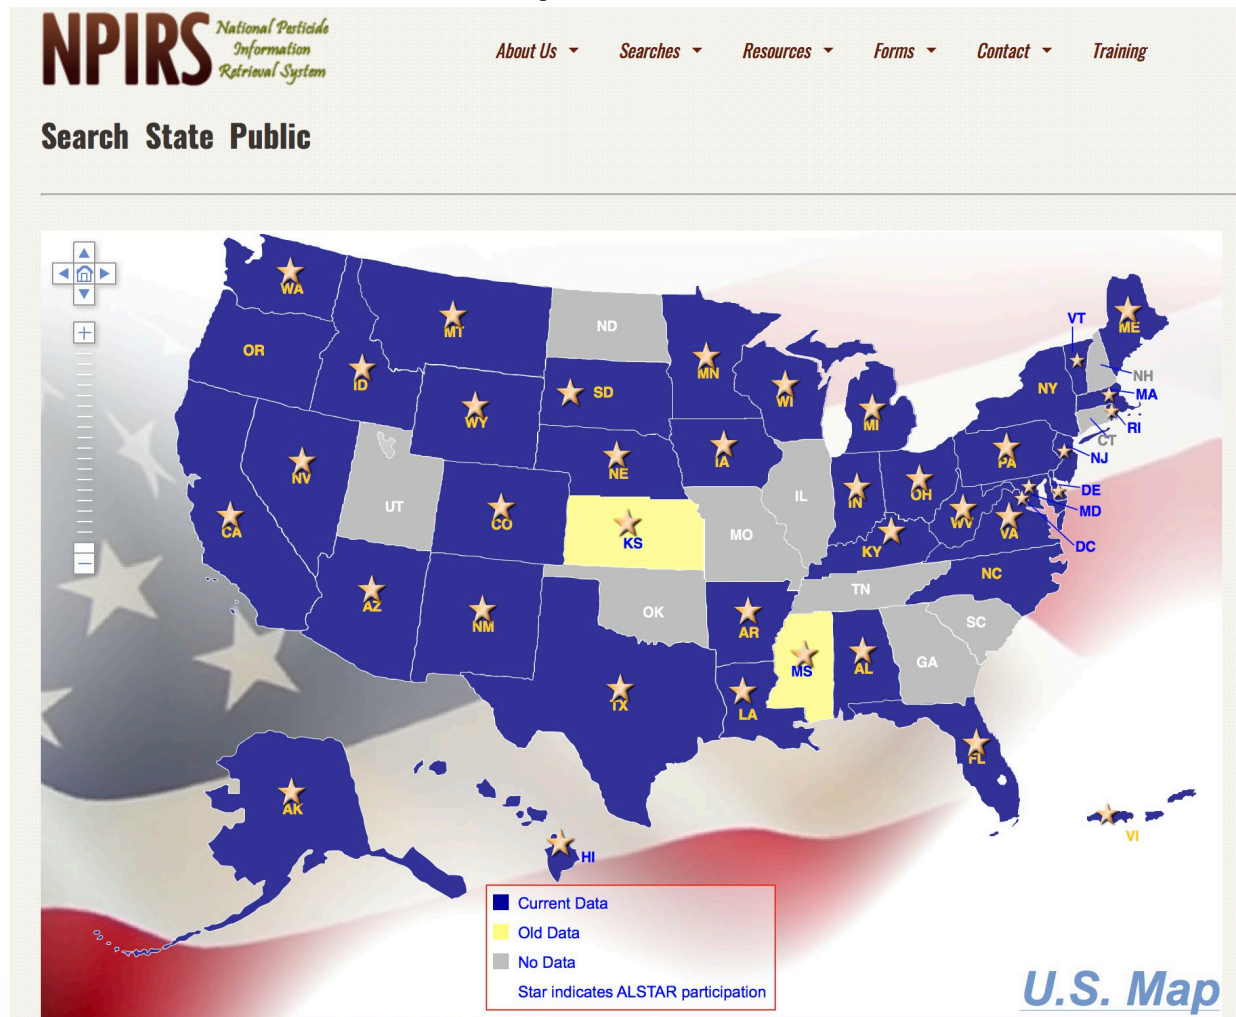 NPIRS
National Pesticide
Information
Retrieval System
About Us Searches Resources Forms Contact Training
Search State Public
WA
MT
ND
ME
VT
OR
ID
MN
NH
SD
WI
NY
MA
WY
MI
RI
CT
NE
IA
PA
NJ
NV
UT
CO
IL
IN
OH
DE
MD
CA
KS
MO
WV
VA
DC
KY
AZ
NM
OK
AR
TN
NC
SC
MS
AL
GA
TX
LA
FL
AK
HI
VI
Current Data
Old Data
No Data
Star indicates ALSTAR participation
U.S. Map